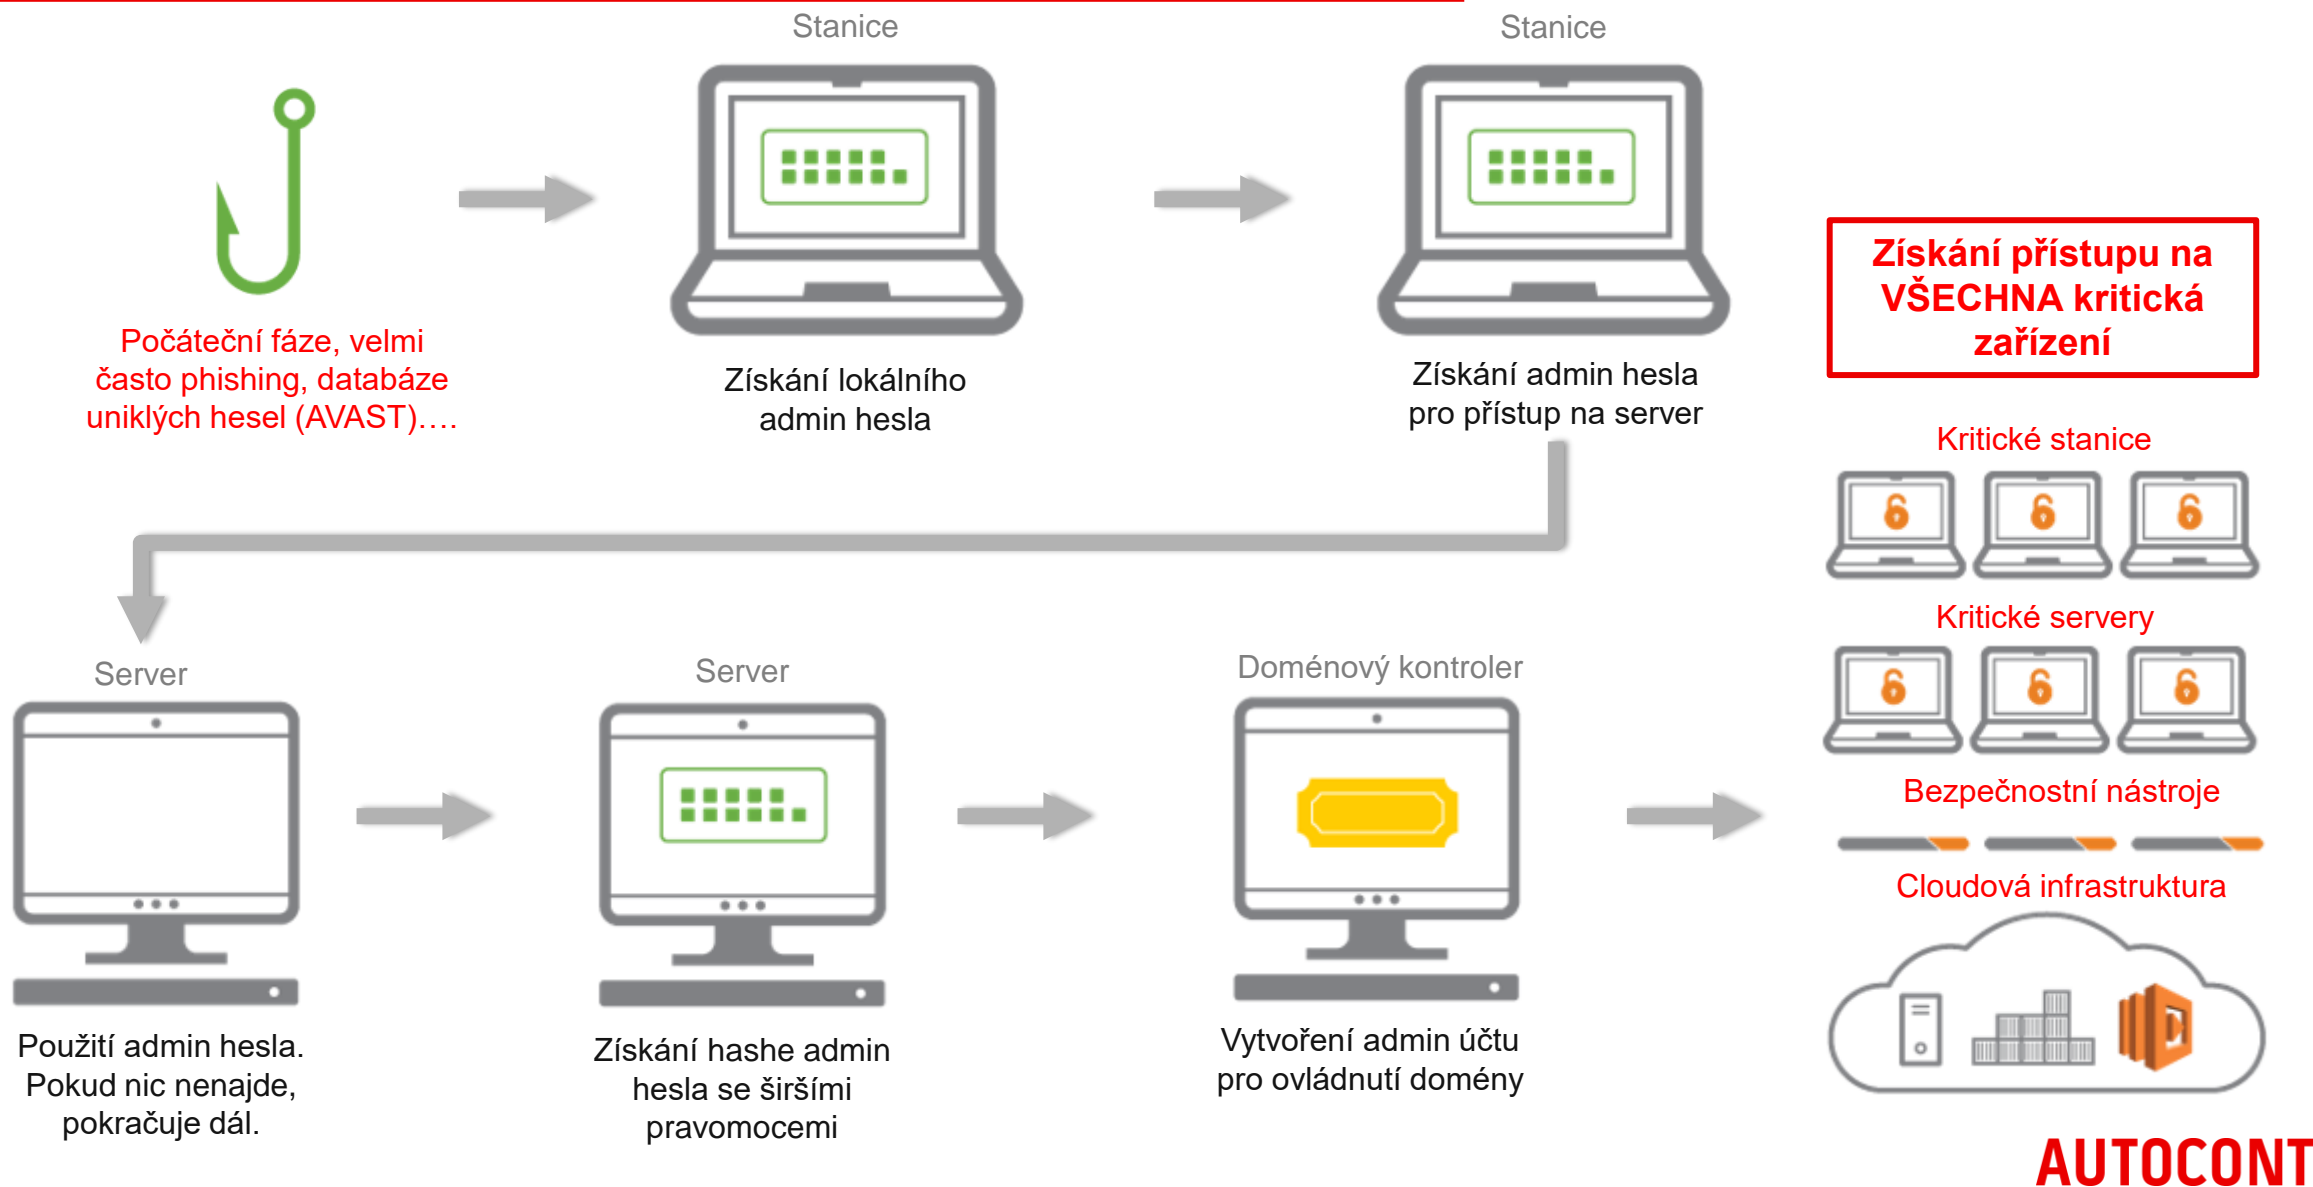 Stanice
Stanice
Počáteční fáze, velmi
často phishing, databáze
uniklých hesel (AVAST)….
Získání lokálního
admin hesla
Získání admin hesla
pro přístup na server
Získání přístupu na
VŠECHNA kritická
zařízení
Kritické stanice
Kritické servery
Bezpečnostní nástroje
Cloudová infrastruktura
Server
Server
Doménový kontroler
Použití admin hesla.
Pokud nic nenajde,
pokračuje dál.
Získání hashe admin
hesla se širšími
pravomocemi
Vytvoření admin účtu
pro ovládnutí domény
AUTOCONT